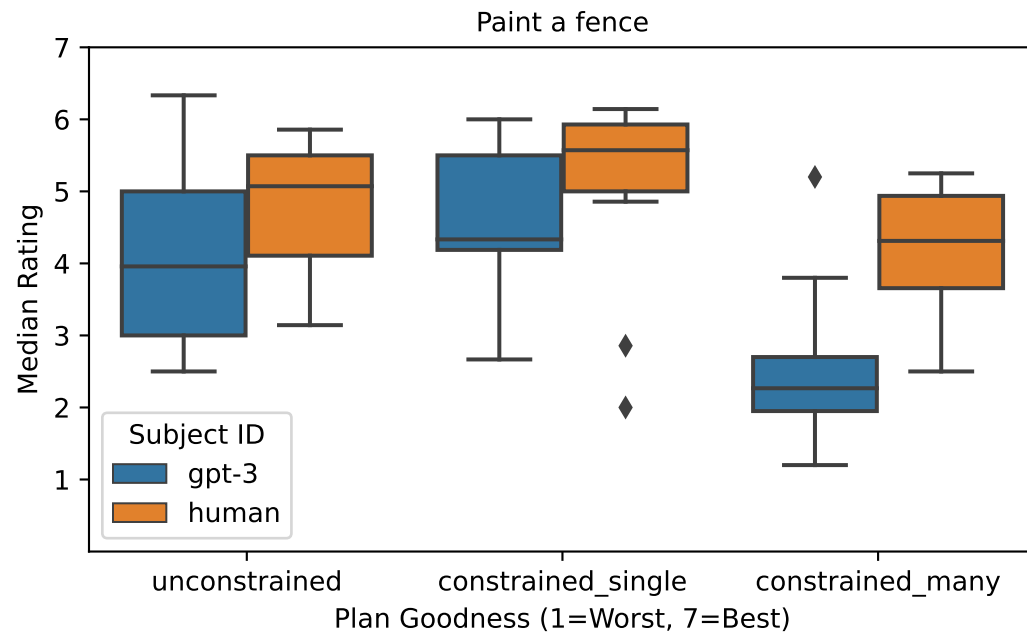 Paint a fence
Median Rating
7
6
5
4
3
2
1
Subject ID
gpt-3
human
unconstrained
constrained_single
constrained_many
Plan Goodness (1=Worst, 7=Best)